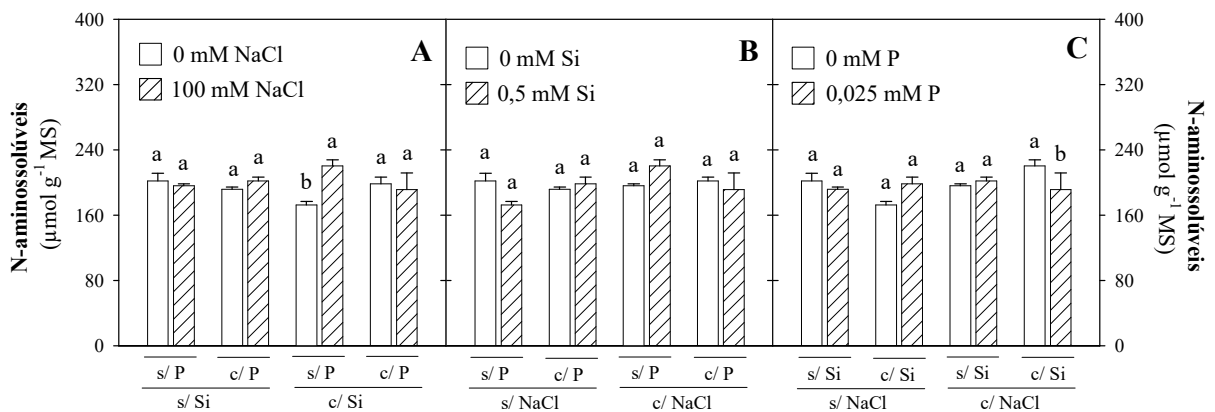 N-aminossolúveis
(μmol g⁻¹ MS)
400
320
240
160
80
0
A
0 mM NaCl
100 mM NaCl
a a a a b a a a
s/ P c/ P s/ P c/ P
s/ Si c/ Si
B
0 mM Si
0,5 mM Si
a a a a a a a a
s/ P c/ P s/ P c/ P
s/ NaCl c/ NaCl
C
0 mM P
0,025 mM P
a a a a a a a b
s/ Si c/ Si s/ Si c/ Si
s/ NaCl c/ NaCl
400
320
240
160
80
0
N-aminossolúveis
(μmol g⁻¹ MS)